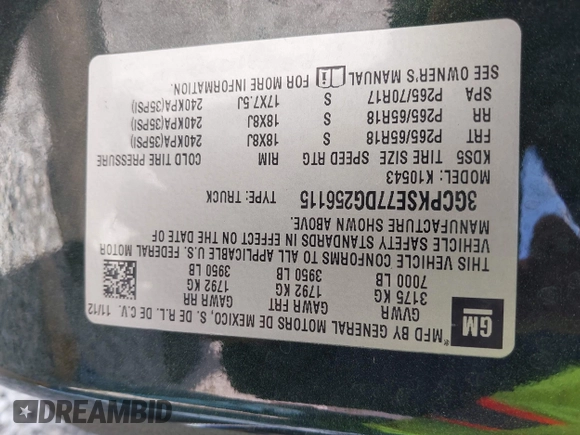 GM
*MFD BY GENERAL MOTORS DE MEXICO, S. DE R.L. DE C.V. 11/12
GVWR GAWR FRT GAWR RR
3175 KG 1792 KG 1792 KG
7000 LB 3950 LB 3950 LB
THIS VEHICLE CONFORMS TO ALL APPLICABLE U.S. FEDERAL MOTOR
VEHICLE SAFETY STANDARDS IN EFFECT ON THE DATE OF
MANUFACTURE SHOWN ABOVE.
3GCPKSE77DG256115 TYPE: TRUCK
MODEL: K10543
KDS5 TIRE SIZE SPEED RTG RIM COLD TIRE PRESSURE
FRT P265/65R18 S 18X8J 240KPA(35PSI)
RR P265/65R18 S 18X8J 240KPA(35PSI)
SPA P265/70R17 S 17X7.5J 240KPA(35PSI)
SEE OWNER'S MANUAL FOR MORE INFORMATION.
DREAMBID